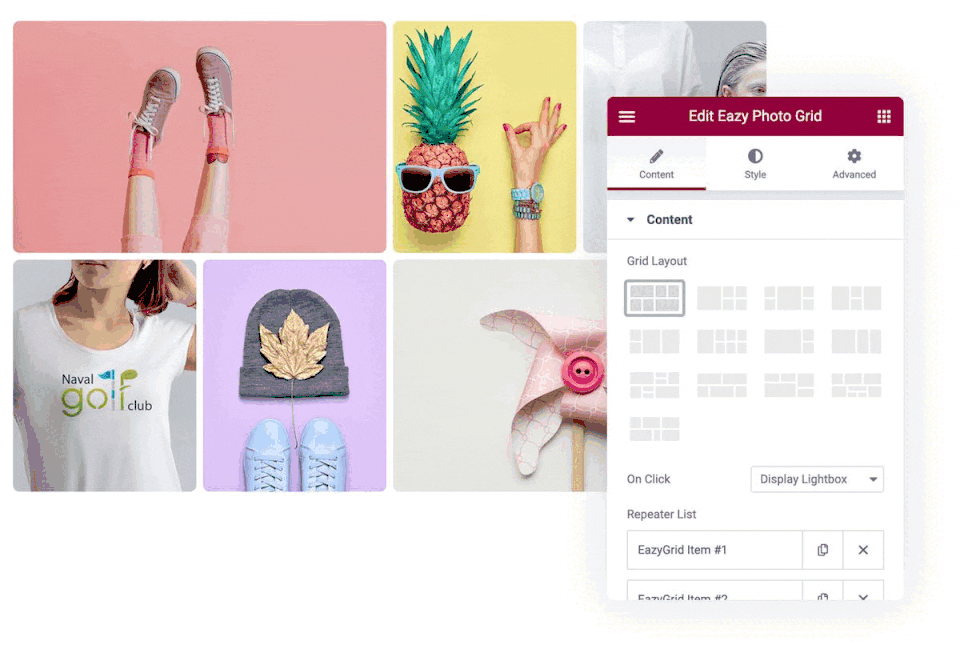 Edit Eazy Photo Grid
Content
Style
Advanced
Content
Grid Layout
On Click
Display Lightbox
Repeater List
EazyGrid Item #1
EazyGrid Item #2
Naval
golf
club